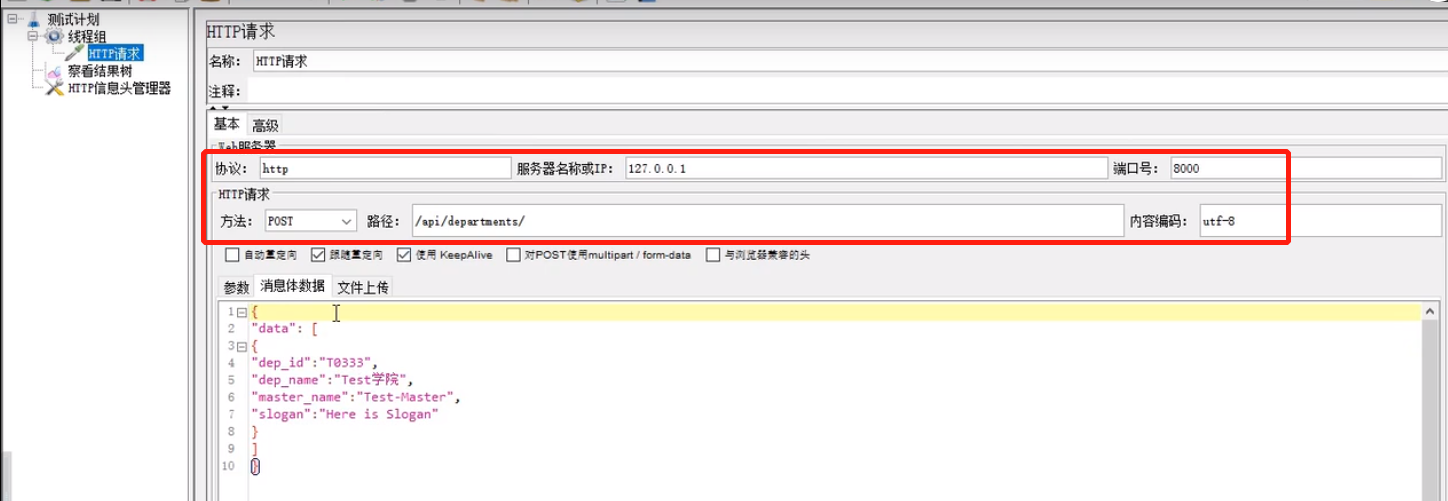 测试计划
线程组
HTTP请求
察看结果树
HTTP信息头管理器
HTTP请求
名称: HTTP请求
注释:
基本 高级
Web服务器
协议: http 服务器名称或IP: 127.0.0.1 端口号: 8000
HTTP请求
方法: POST 路径: /api/departments/ 内容编码: utf-8
自动重定向 跟随重定向 使用 KeepAlive 对POST使用multipart / form-data 与浏览器兼容的头
参数 消息体数据 文件上传
1 {
2 "data": [
3 {
4 "dep_id":"T0333",
5 "dep_name":"Test学院",
6 "master_name":"Test-Master",
7 "slogan":"Here is Slogan"
8 }
9 ]
10 }